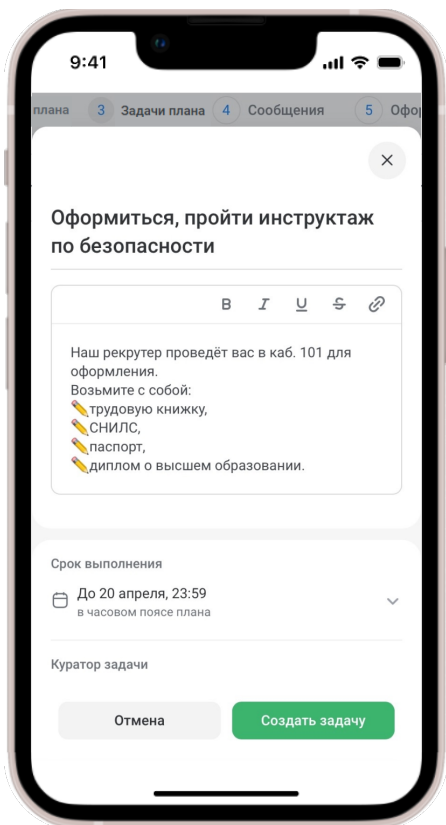 9:41
плана 3 Задачи плана 4 Сообщения 5
Оформиться, пройти инструктаж
по безопасности
B I U S
Наш рекрутер проведёт вас в каб. 101 для
оформления.
Возьмите с собой:
✏️трудовую книжку,
✏️СНИЛС,
✏️паспорт,
✏️диплом о высшем образовании.
Срок выполнения
До 20 апреля, 23:59
в часовом поясе плана
Куратор задачи
Отмена Создать задачу